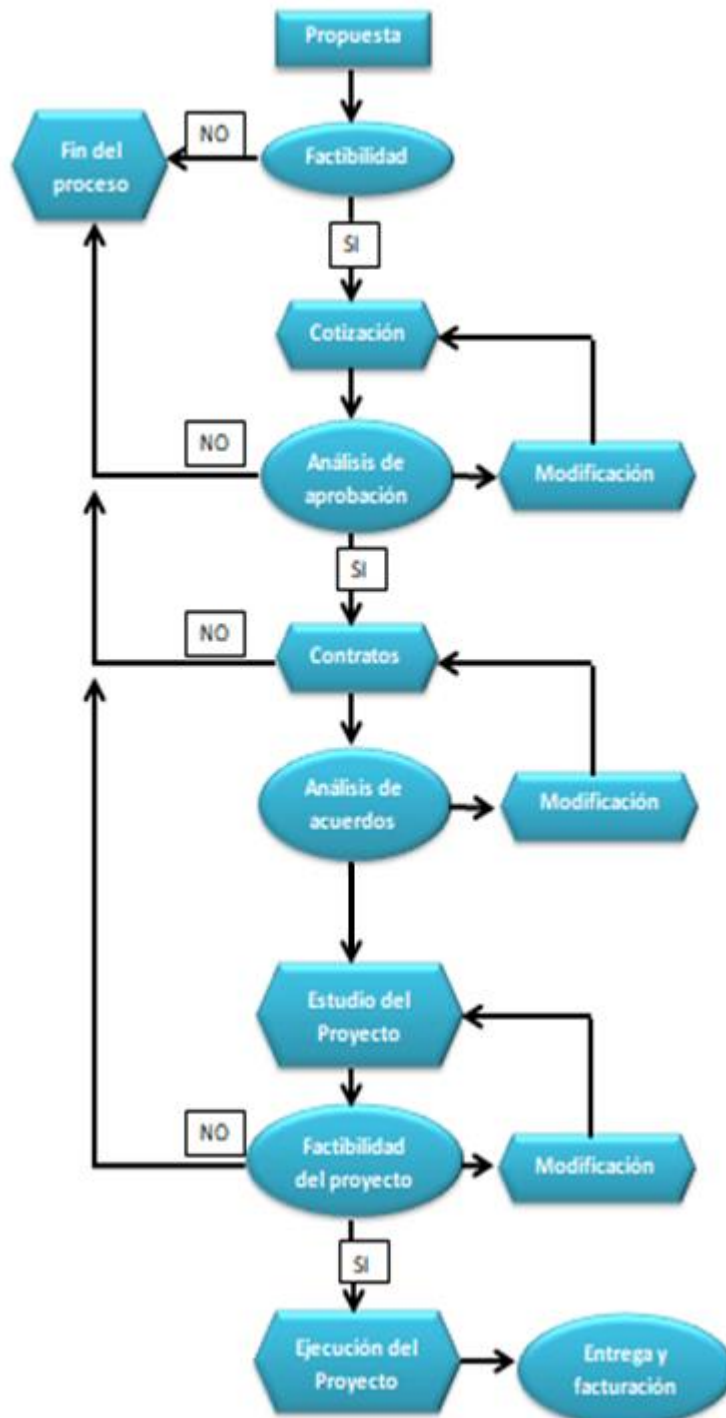 Propuesta
NO
Fin del
proceso
Factibilidad
SI
Cotización
NO
Análisis de
aprobación
Modificación
SI
NO
Contratos
Análisis de
acuerdos
Modificación
Estudio del
Proyecto
NO
Factibilidad
del proyecto
Modificación
SI
Ejecución del
Proyecto
Entrega y
facturación